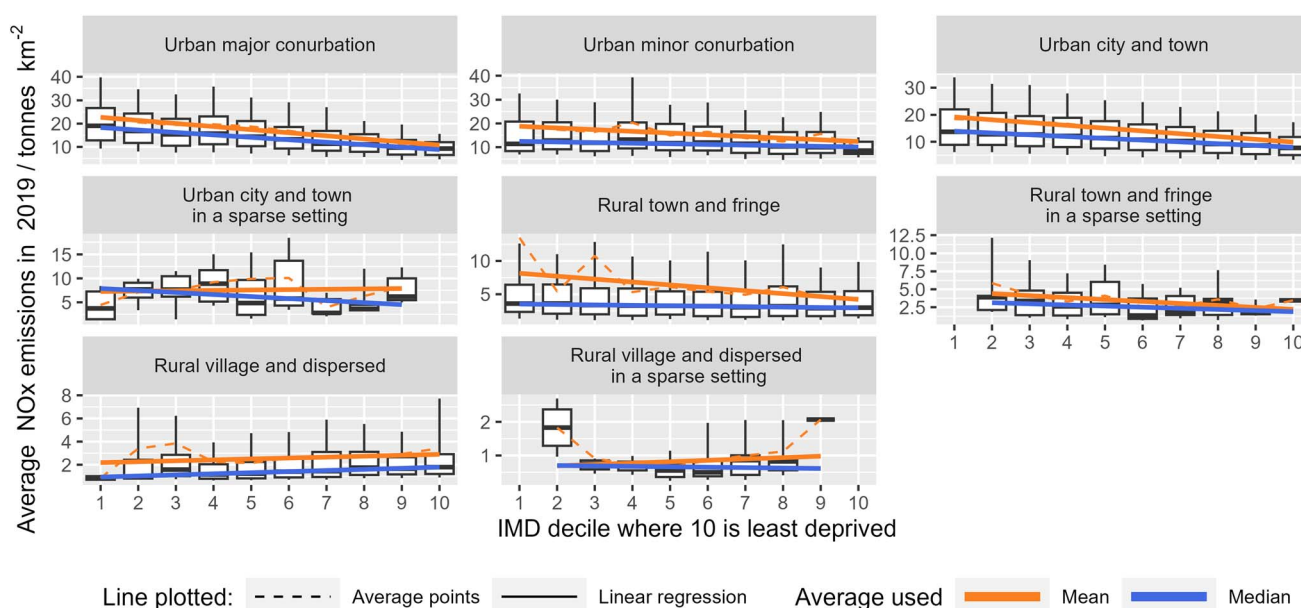 Average NOx emissions in 2019 / tonnes km-2
Urban major conurbation
Urban minor conurbation
Urban city and town
40
30
20
10
40
30
20
10
30
20
10
Urban city and town
in a sparse setting
Rural town and fringe
Rural town and fringe
in a sparse setting
15
10
5
10
5
12.5
10.0
7.5
5.0
2.5
1 2 3 4 5 6 7 8 9 10
Rural village and dispersed
Rural village and dispersed
in a sparse setting
8
6
4
2
2
1
1 2 3 4 5 6 7 8 9 10
1 2 3 4 5 6 7 8 9 10
IMD decile where 10 is least deprived
Line plotted: Average points Linear regression Average used Mean Median